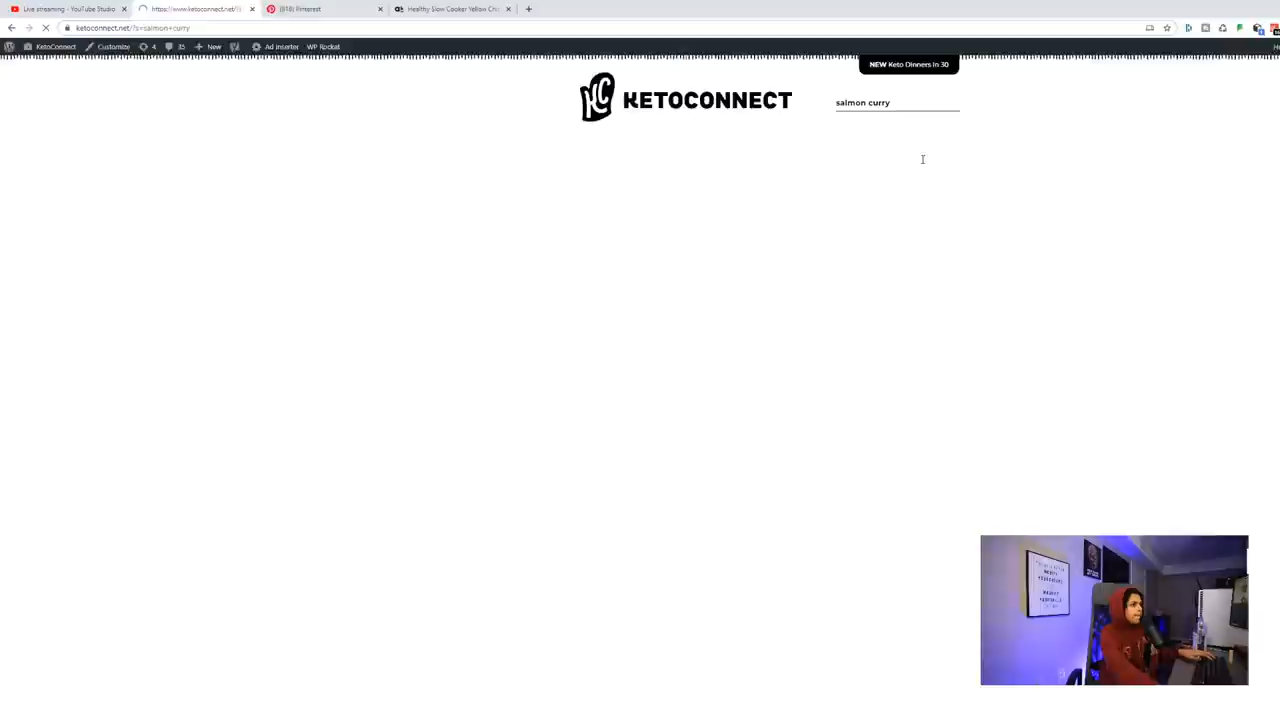 Live streaming - YouTube Studio
https://www.ketoconnect.net/?s
(818) Pinterest
Healthy Slow Cooker Yellow Chi
ketoconnect.net/?s=salmon+curry
KetoConnect
Customize
4
35
New
Ad Inserter
WP Rocket
NEW Keto Dinners In 30
KC KETOCONNECT
salmon curry